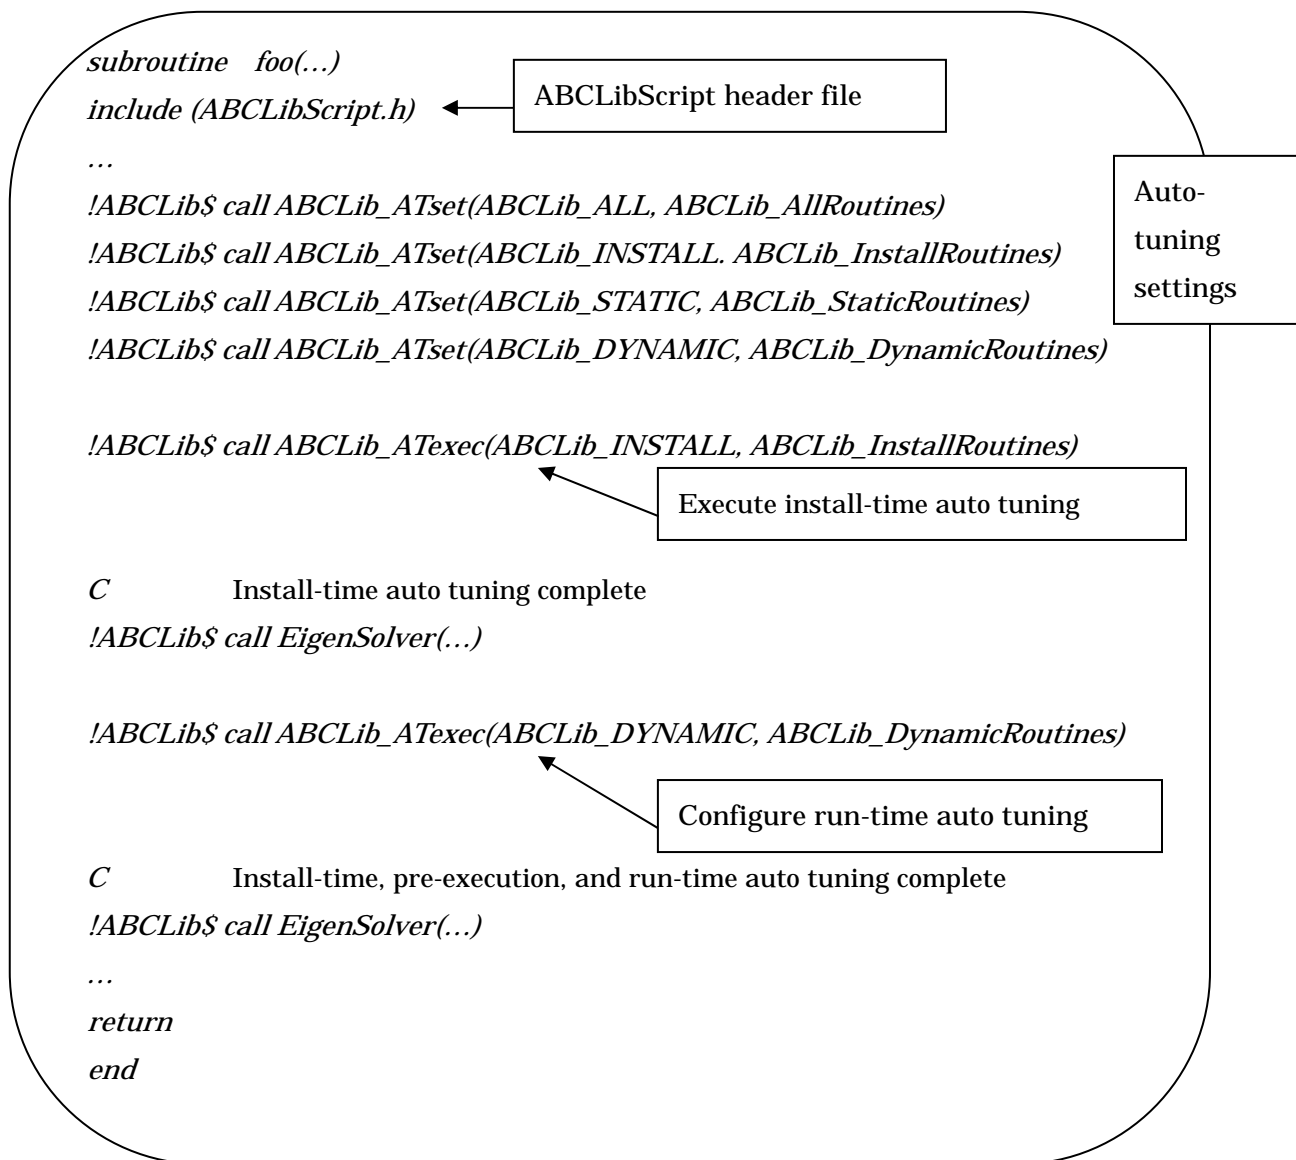 subroutine foo(…)
include (ABCLibScript.h)
ABCLibScript header file
…
Auto-
tuning
settings
!ABCLib$ call ABCLib_ATset(ABCLib_ALL, ABCLib_AllRoutines)
!ABCLib$ call ABCLib_ATset(ABCLib_INSTALL. ABCLib_InstallRoutines)
!ABCLib$ call ABCLib_ATset(ABCLib_STATIC, ABCLib_StaticRoutines)
!ABCLib$ call ABCLib_ATset(ABCLib_DYNAMIC, ABCLib_DynamicRoutines)
!ABCLib$ call ABCLib_ATexec(ABCLib_INSTALL, ABCLib_InstallRoutines)
Execute install-time auto tuning
C Install-time auto tuning complete
!ABCLib$ call EigenSolver(…)
!ABCLib$ call ABCLib_ATexec(ABCLib_DYNAMIC, ABCLib_DynamicRoutines)
Configure run-time auto tuning
C Install-time, pre-execution, and run-time auto tuning complete
!ABCLib$ call EigenSolver(…)
…
return
end